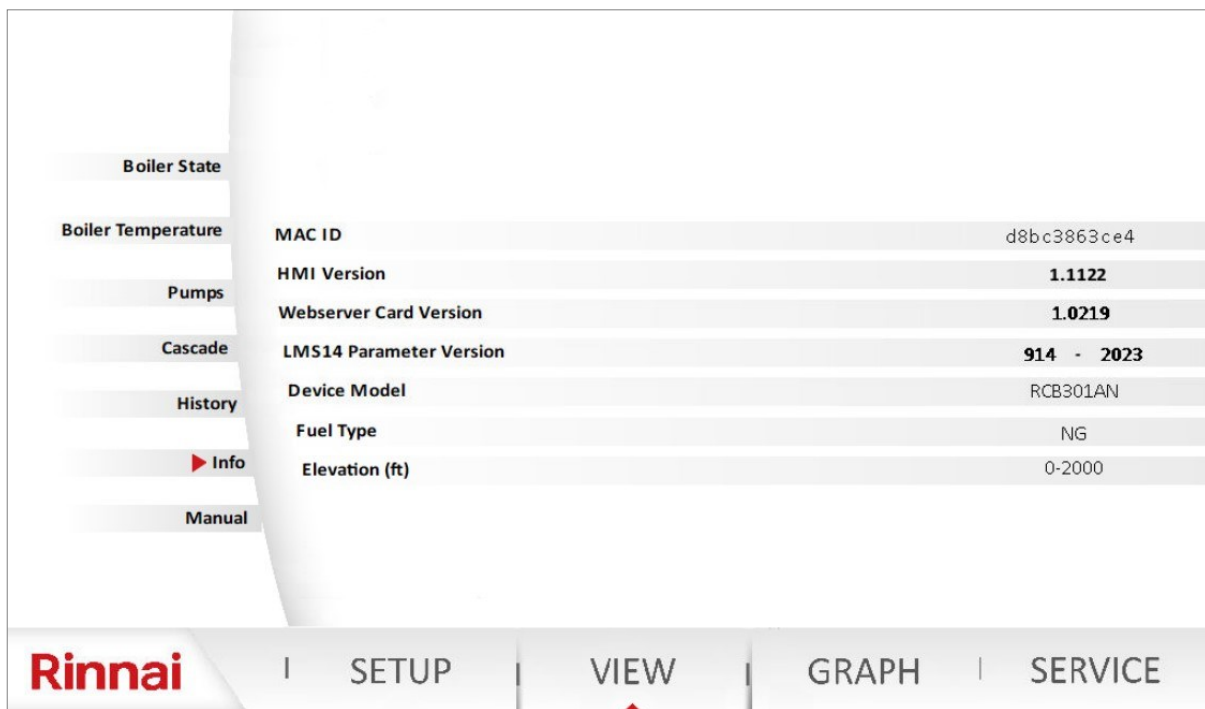 Boiler State
Boiler Temperature
Pumps
Cascade
History
Info
Manual
MAC ID d8bc3863ce4
HMI Version 1.1122
Webserver Card Version 1.0219
LMS14 Parameter Version 914 - 2023
Device Model RCB301AN
Fuel Type NG
Elevation (ft) 0-2000
Rinnai | SETUP | VIEW | GRAPH | SERVICE